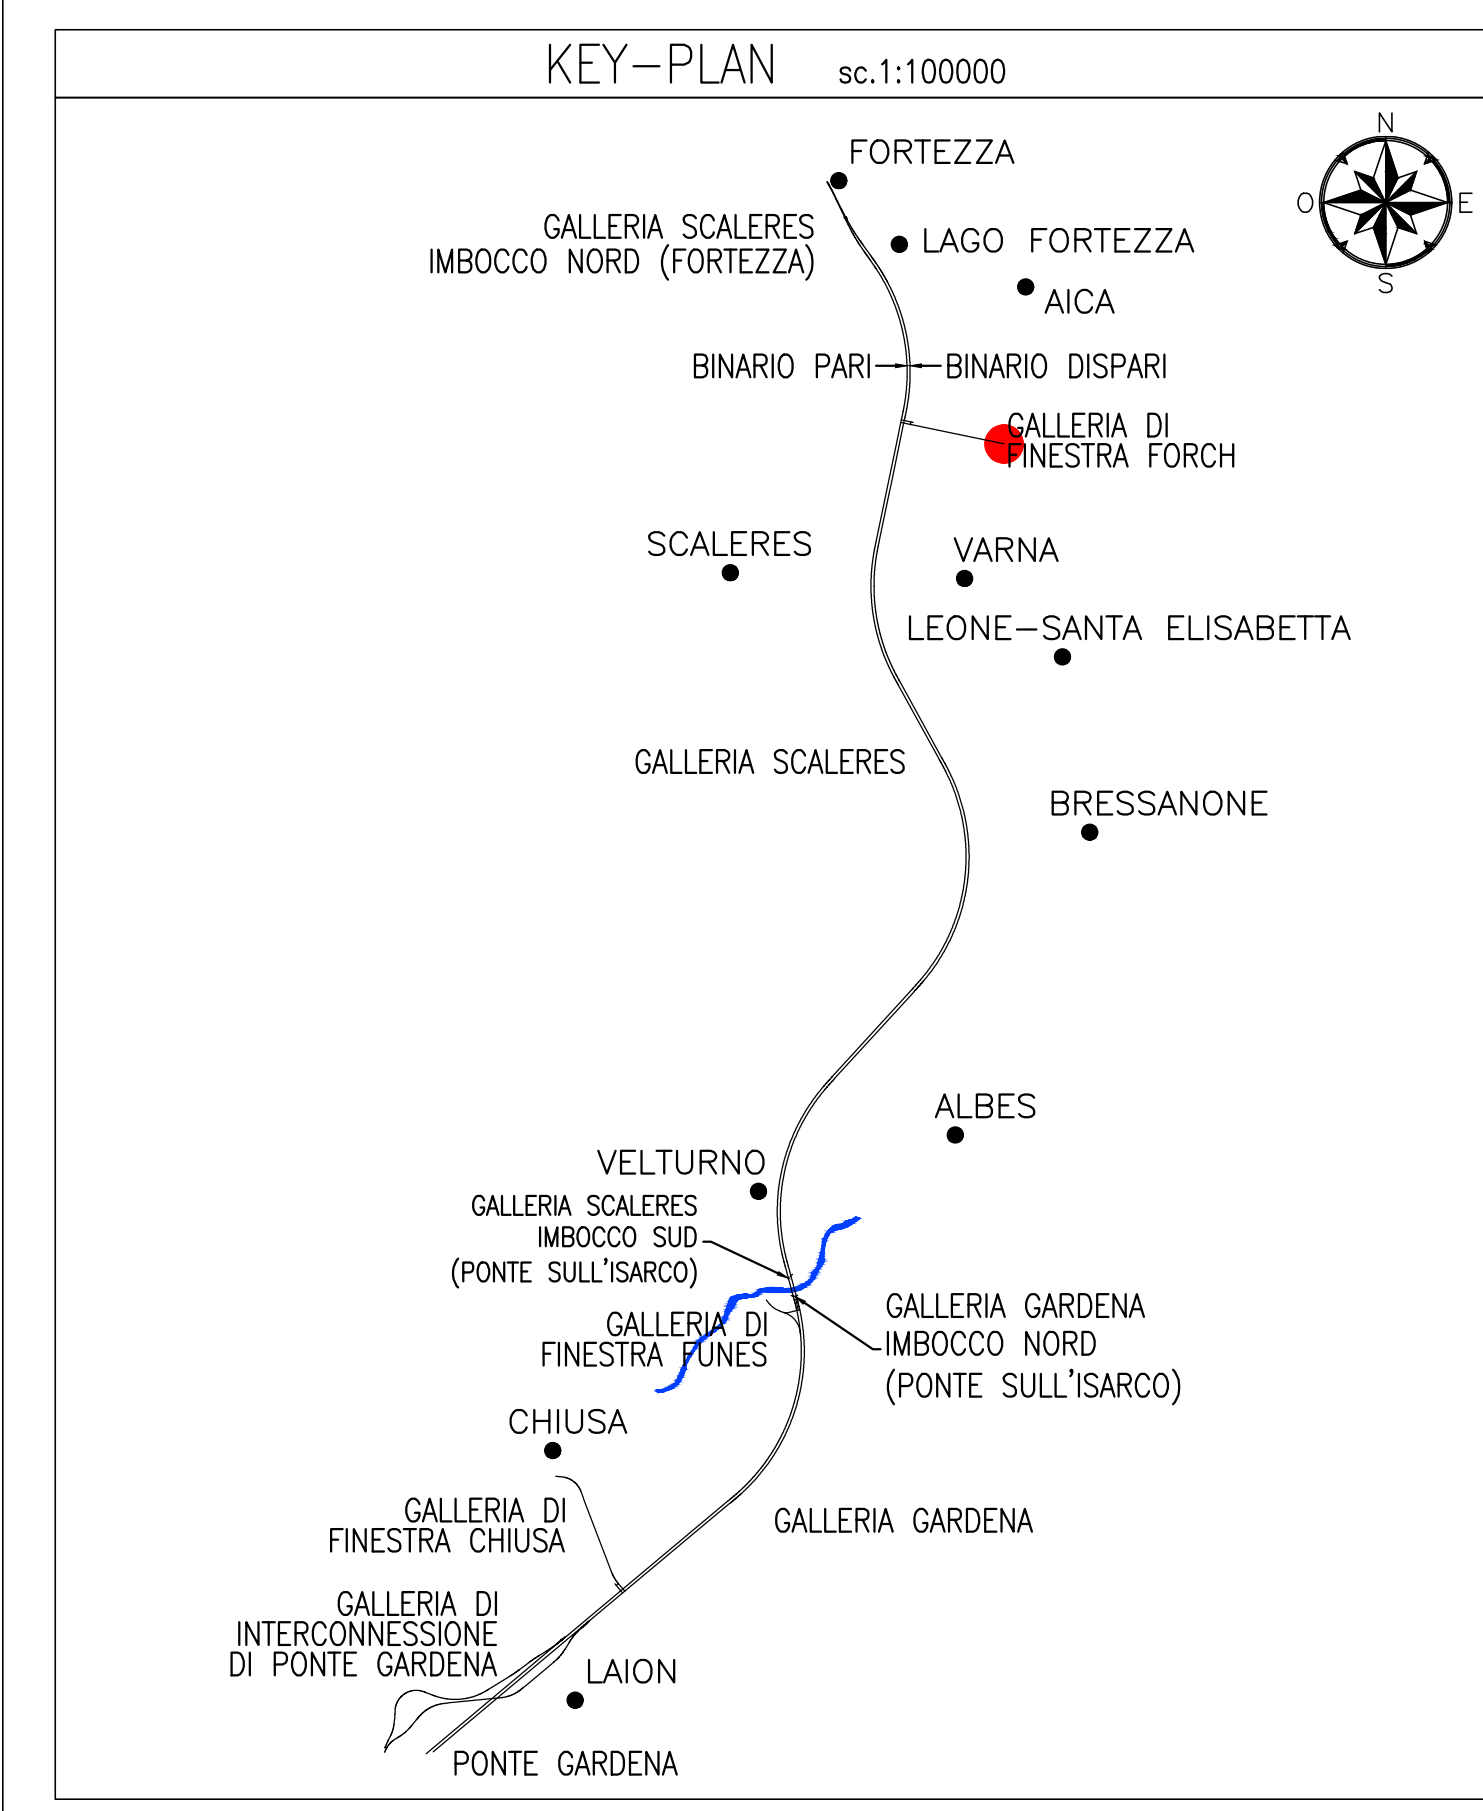 KEY-PLAN sc.1:100000
N
O
E
S
FORTEZZA
GALLERIA SCALERES
IMBOCCO NORD (FORTEZZA)
LAGO FORTEZZA
AICA
BINARIO PARI
BINARIO DISPARI
GALLERIA DI
FINESTRA FORCH
SCALERES
VARNA
LEONE-SANTA ELISABETTA
GALLERIA SCALERES
BRESSANONE
ALBES
VELTURNO
GALLERIA SCALERES
IMBOCCO SUD
(PONTE SULL'ISARCO)
GALLERIA DI
FINESTRA FUNES
GALLERIA GARDENA
IMBOCCO NORD
(PONTE SULL'ISARCO)
CHIUSA
GALLERIA DI
FINESTRA CHIUSA
GALLERIA GARDENA
GALLERIA DI
INTERCONNESSIONE
DI PONTE GARDENA
LAION
PONTE GARDENA